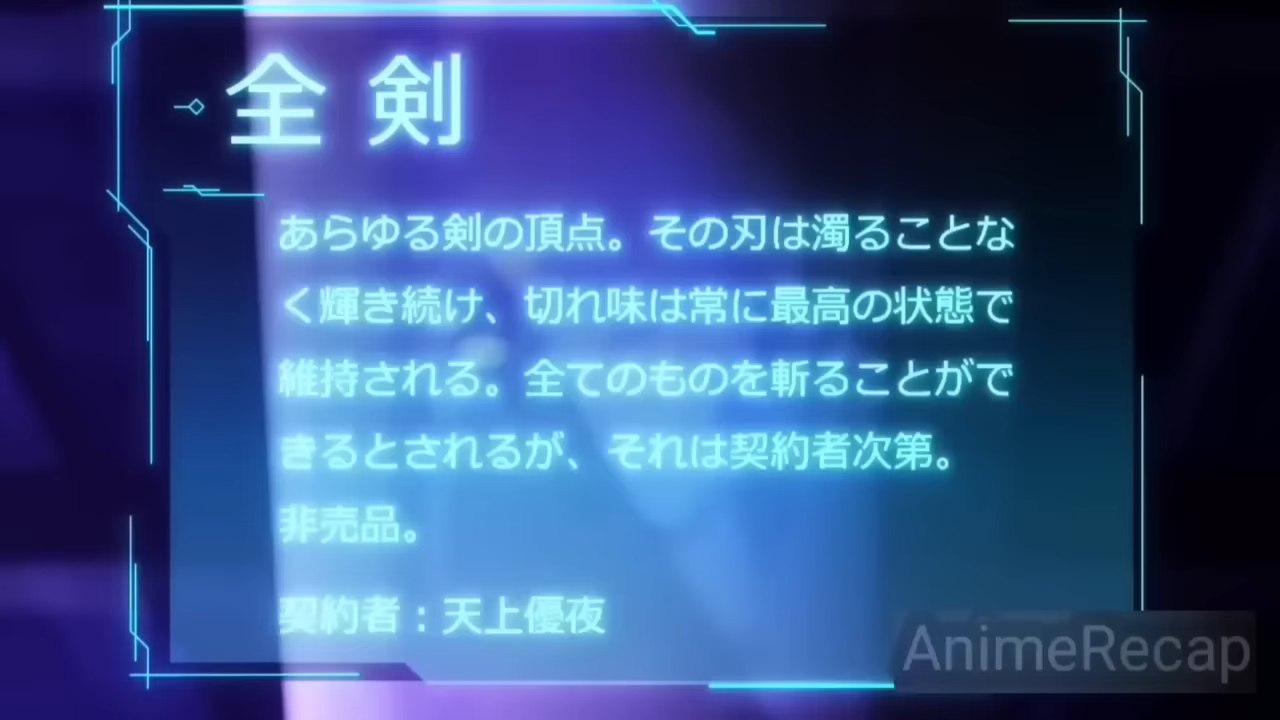 全剣
あらゆる剣の頂点。その刃は濁ることな
く輝き続け、切れ味は常に最高の状態で
維持される。全てのものを斬ることがで
きるとされるが、それは契約者次第。
非売品。
契約者：天上優夜
AnimeRecap